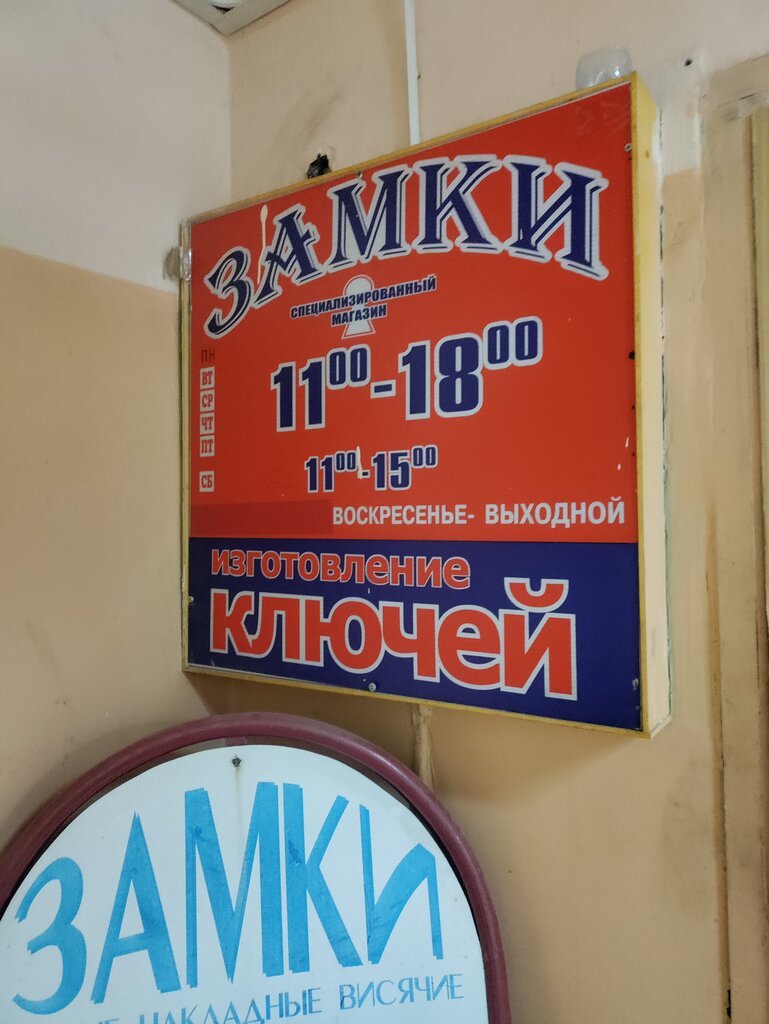 ЗАМКИ
СПЕЦИАЛИЗИРОВАННЫЙ
МАГАЗИН
ПН
ВТ
СР
ЧТ
ПТ
11⁰⁰-18⁰⁰
СБ
11⁰⁰-15⁰⁰
ВОСКРЕСЕНЬЕ- ВЫХОДНОЙ
изготовление
ключей
ЗАМКИ
НАКЛАДНЫЕ ВИСЯЧИЕ